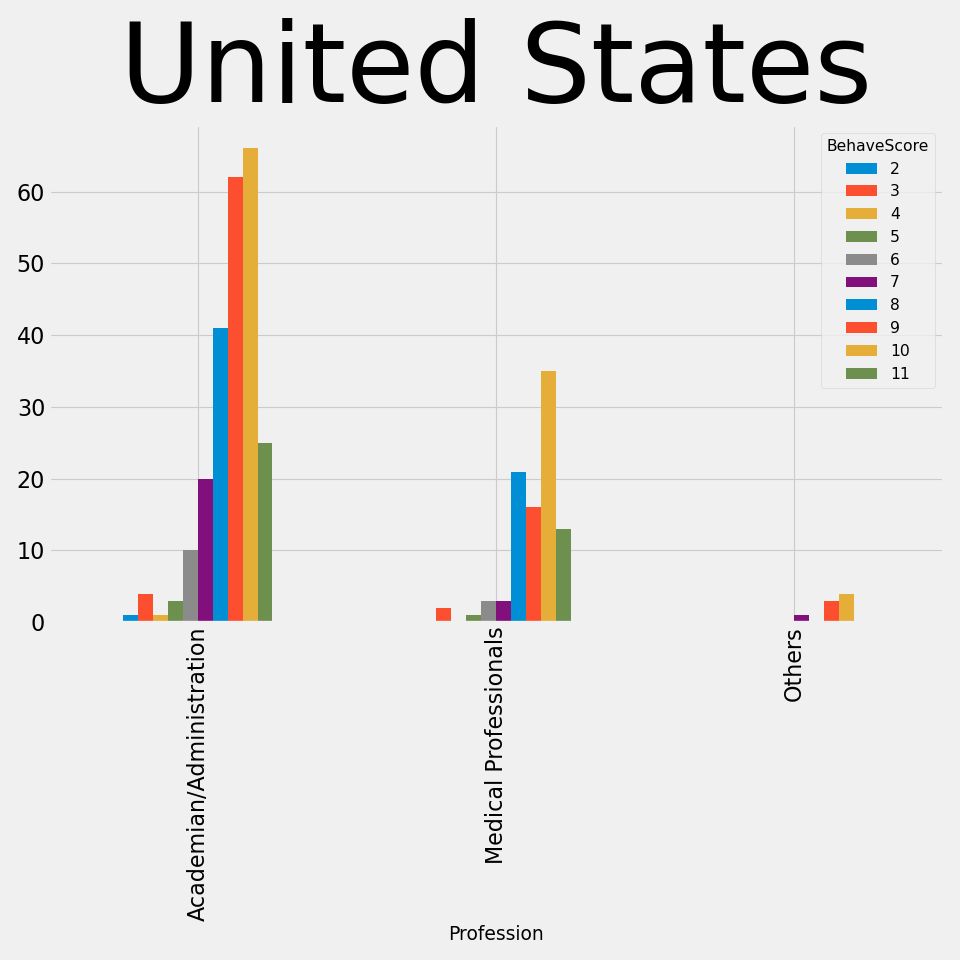 United States
BehaveScore
2
3
4
5
6
7
8
9
10
11
60
50
40
30
20
10
0
Academian/Administration
Medical Professionals
Others
Profession